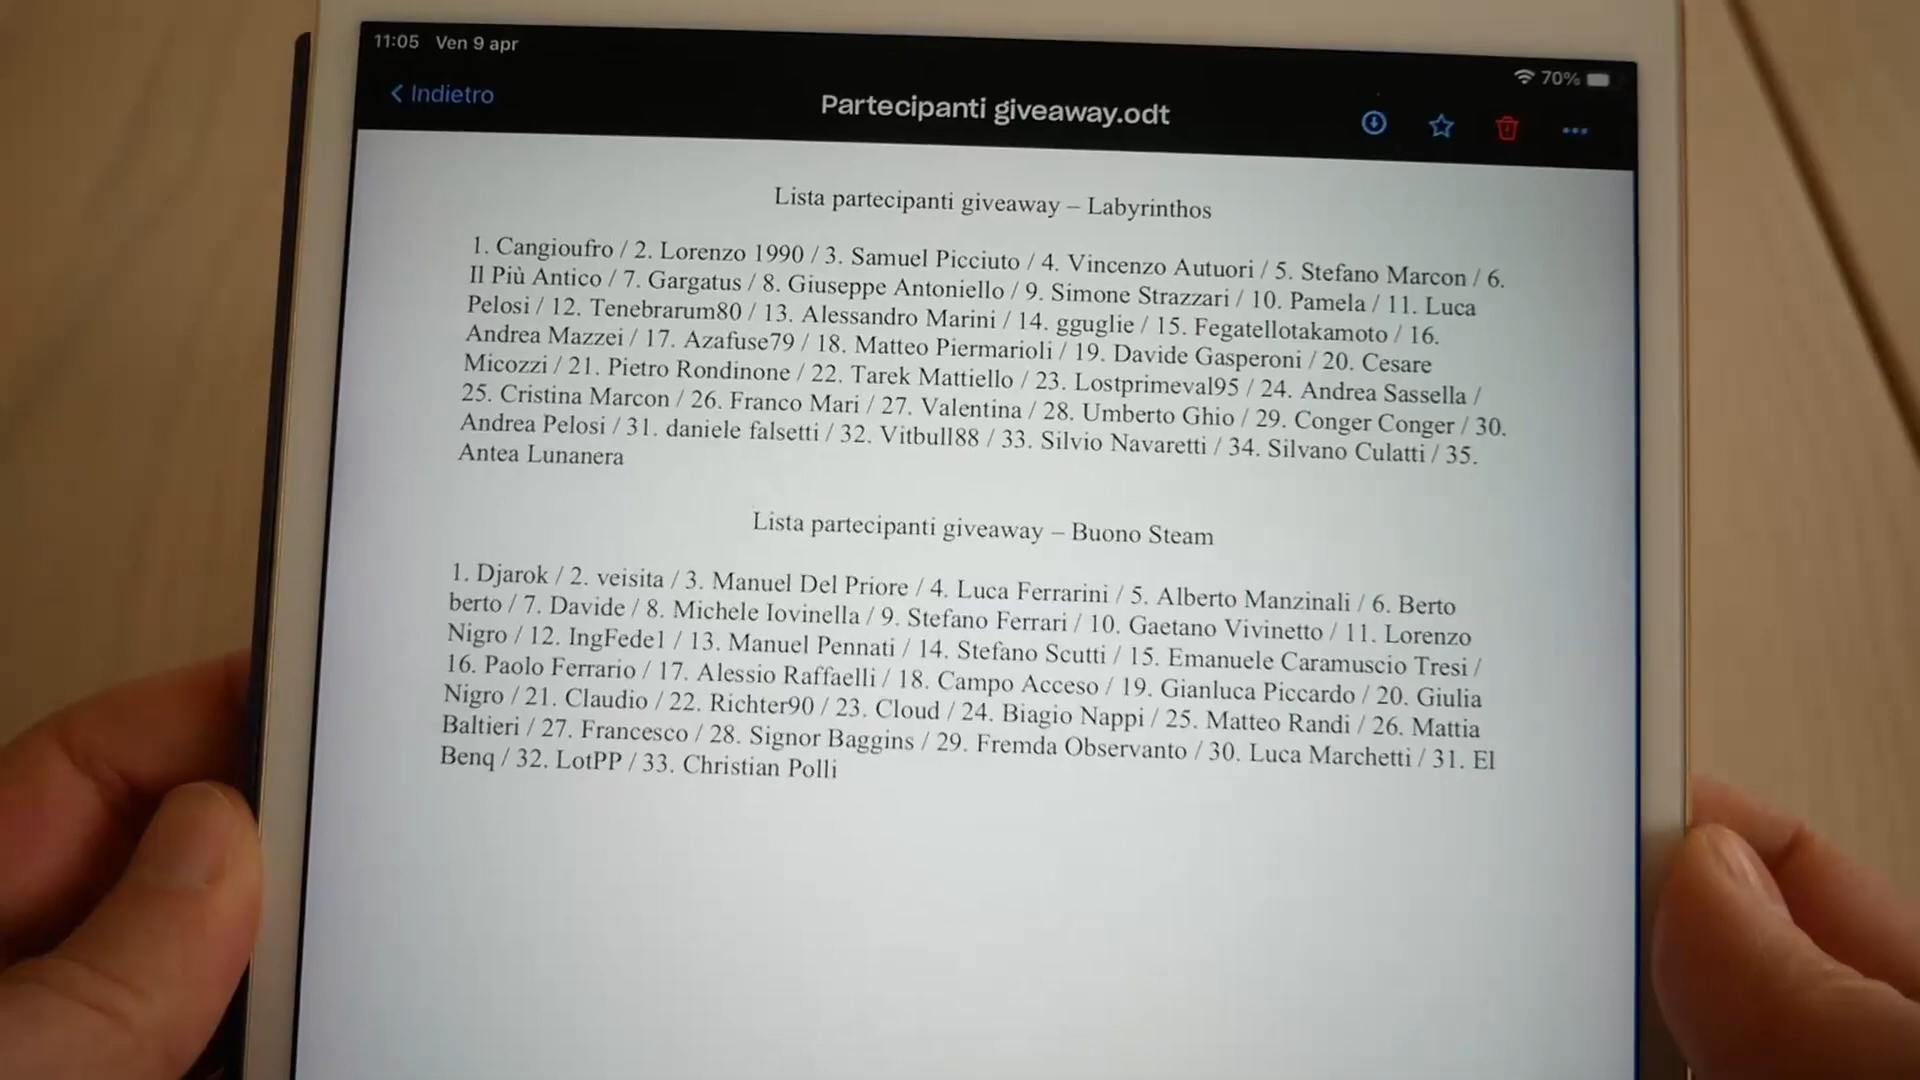 11:05 Ven 9 apr
70%
Indietro
Partecipanti giveaway.odt
Lista partecipanti giveaway – Labyrinthos
1. Cangioufro / 2. Lorenzo 1990 / 3. Samuel Picciuto / 4. Vincenzo Autuori / 5. Stefano Marcon / 6.
Il Più Antico / 7. Gargatus / 8. Giuseppe Antoniello / 9. Simone Strazzari / 10. Pamela / 11. Luca
Pelosi / 12. Tenebrarum80 / 13. Alessandro Marini / 14. gguglie / 15. Fegatellotakamoto / 16.
Andrea Mazzei / 17. Azafuse79 / 18. Matteo Piermarioli / 19. Davide Gasperoni / 20. Cesare
Micozzi / 21. Pietro Rondinone / 22. Tarek Mattiello / 23. Lostprimeval95 / 24. Andrea Sassella /
25. Cristina Marcon / 26. Franco Mari / 27. Valentina / 28. Umberto Ghio / 29. Conger Conger / 30.
Andrea Pelosi / 31. daniele falsetti / 32. Vitbull88 / 33. Silvio Navaretti / 34. Silvano Culatti / 35.
Antea Lunanera
Lista partecipanti giveaway – Buono Steam
1. Djarok / 2. veisita / 3. Manuel Del Priore / 4. Luca Ferrarini / 5. Alberto Manzinali / 6. Berto
berto / 7. Davide / 8. Michele Iovinella / 9. Stefano Ferrari / 10. Gaetano Vivinetto / 11. Lorenzo
Nigro / 12. IngFede1 / 13. Manuel Pennati / 14. Stefano Scutti / 15. Emanuele Caramuscio Tresi /
16. Paolo Ferrario / 17. Alessio Raffaelli / 18. Campo Acceso / 19. Gianluca Piccardo / 20. Giulia
Nigro / 21. Claudio / 22. Richter90 / 23. Cloud / 24. Biagio Nappi / 25. Matteo Randi / 26. Mattia
Baltieri / 27. Francesco / 28. Signor Baggins / 29. Fremda Observanto / 30. Luca Marchetti / 31. El
Benq / 32. LotPP / 33. Christian Polli